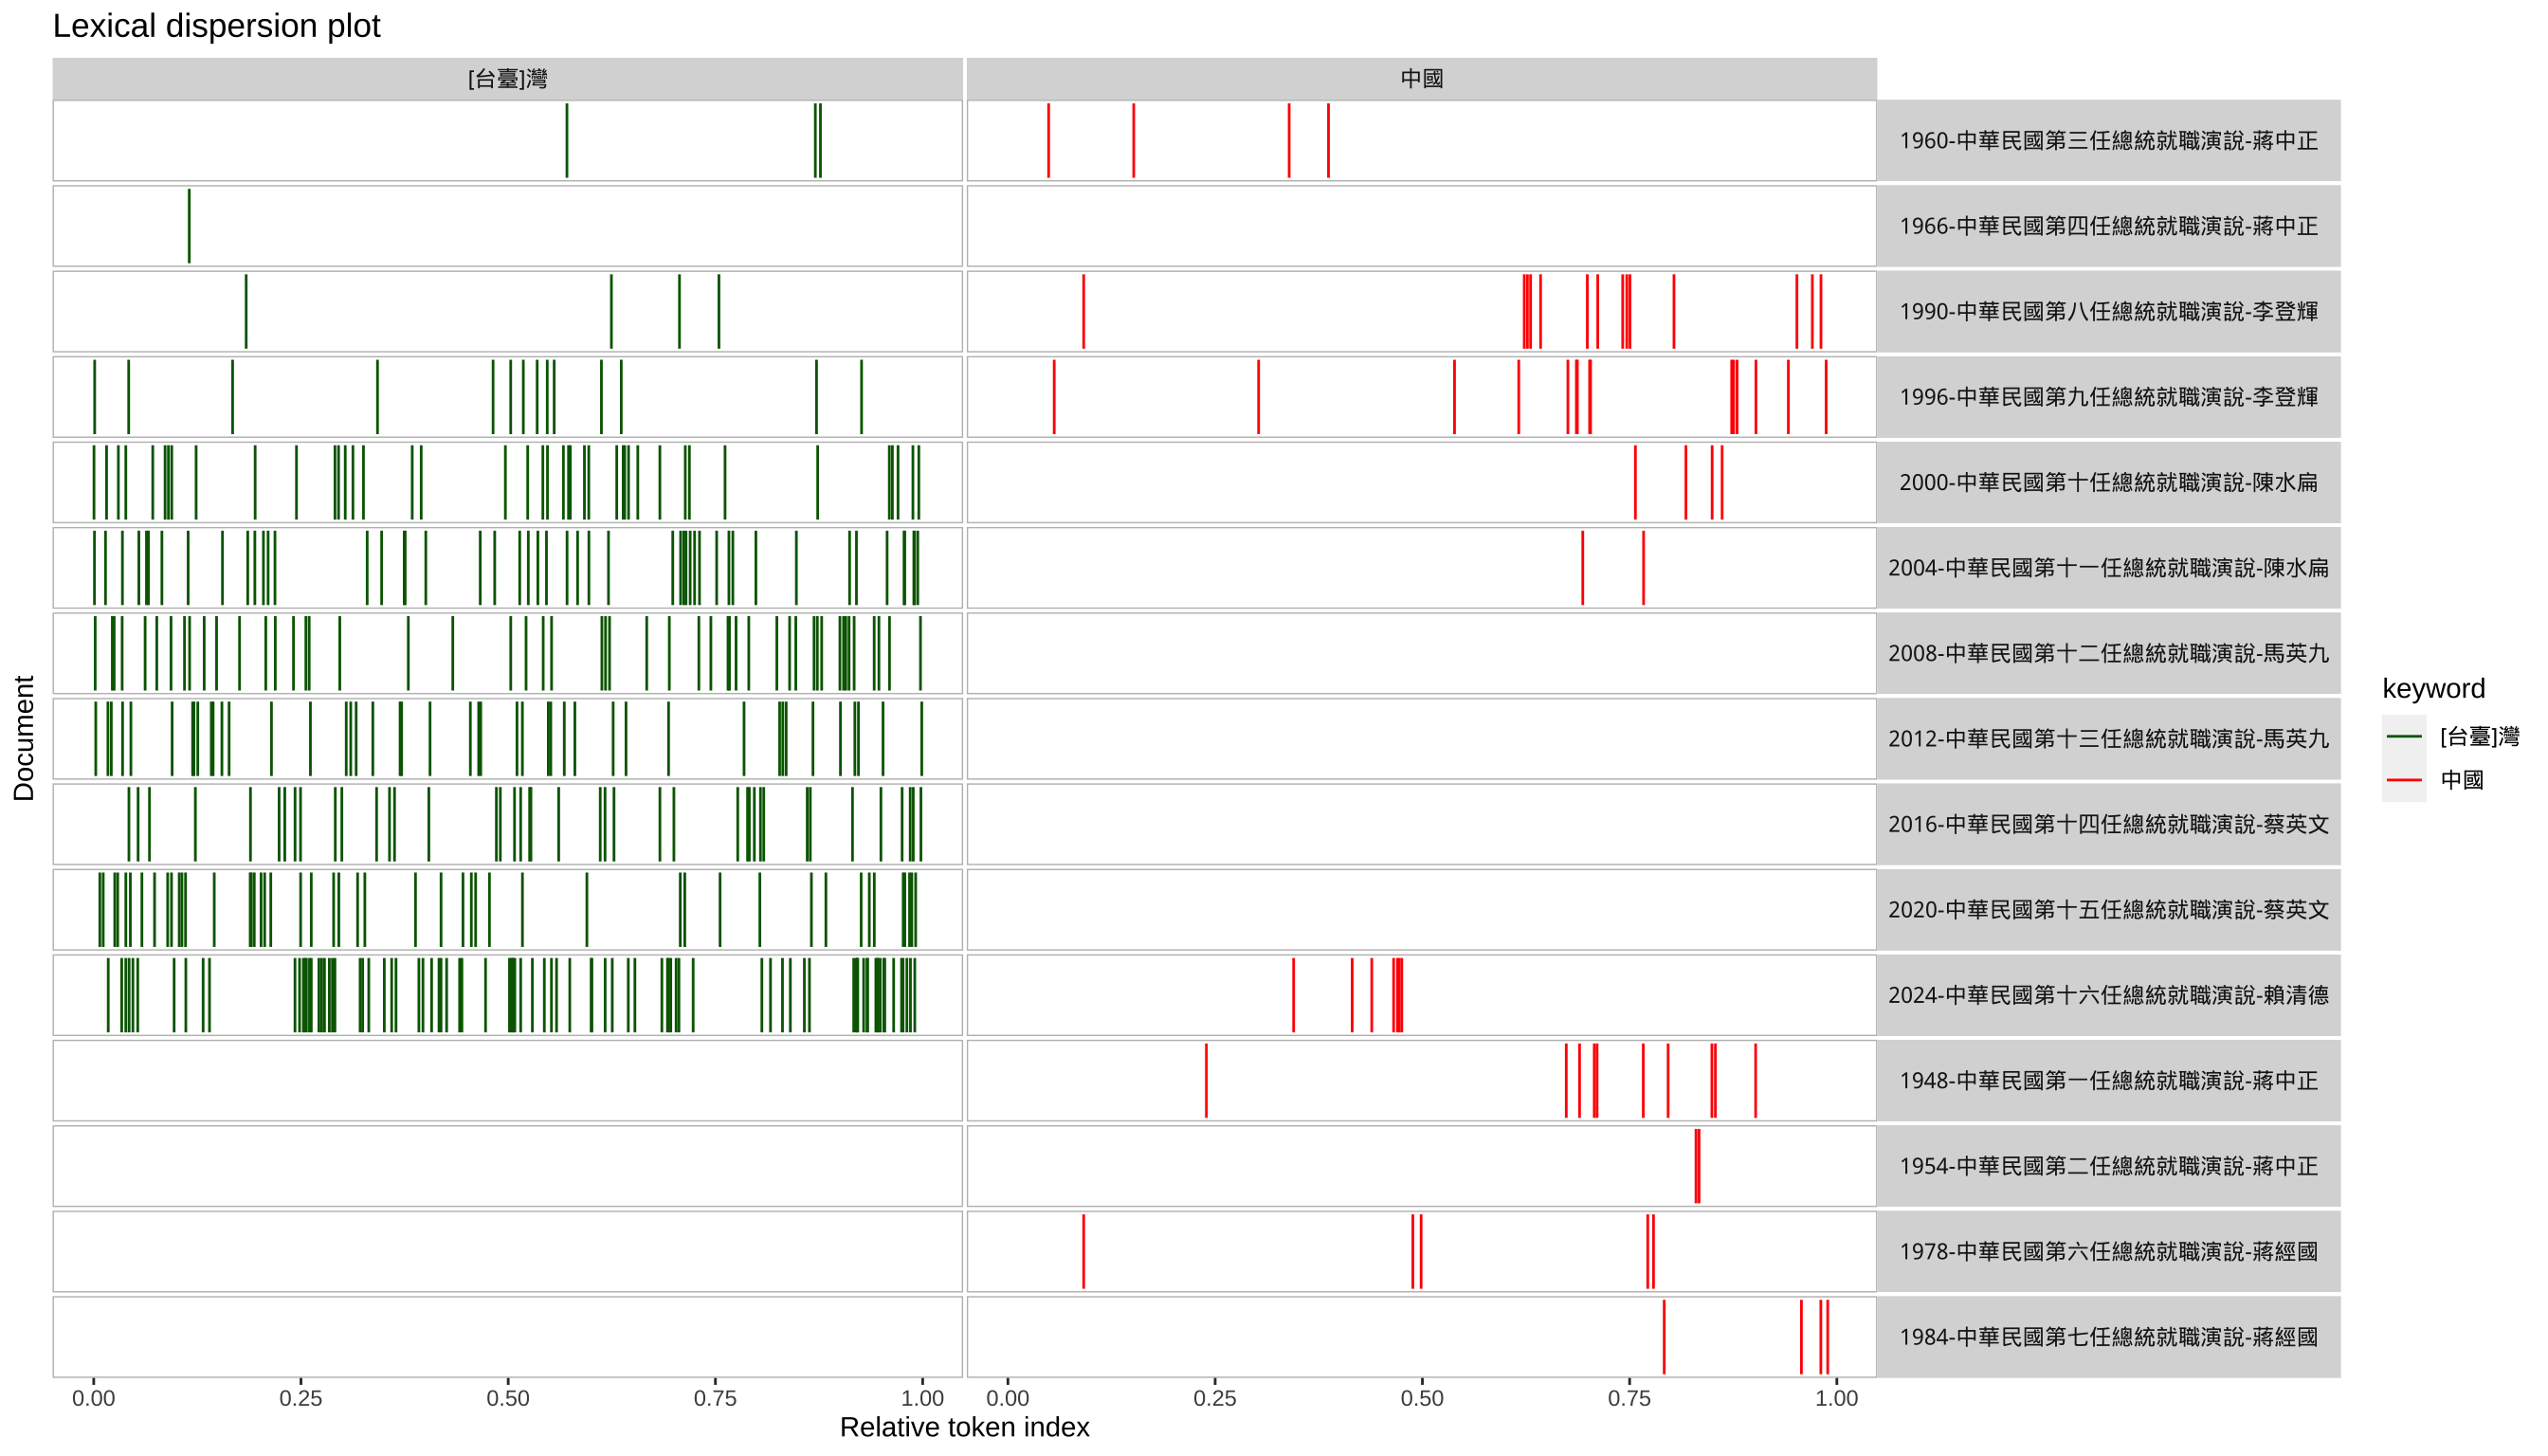 Lexical dispersion plot
[台臺]灣
中國
1960-中華民國第三任總統就職演說-蔣中正
1966-中華民國第四任總統就職演說-蔣中正
1990-中華民國第八任總統就職演說-李登輝
1996-中華民國第九任總統就職演說-李登輝
2000-中華民國第十任總統就職演說-陳水扁
2004-中華民國第十一任總統就職演說-陳水扁
2008-中華民國第十二任總統就職演說-馬英九
2012-中華民國第十三任總統就職演說-馬英九
2016-中華民國第十四任總統就職演說-蔡英文
2020-中華民國第十五任總統就職演說-蔡英文
2024-中華民國第十六任總統就職演說-賴清德
1948-中華民國第一任總統就職演說-蔣中正
1954-中華民國第二任總統就職演說-蔣中正
1978-中華民國第六任總統就職演說-蔣經國
1984-中華民國第七任總統就職演說-蔣經國
Document
0.00 0.25 0.50 0.75 1.00 0.00 0.25 0.50 0.75 1.00
Relative token index
keyword
[台臺]灣
中國